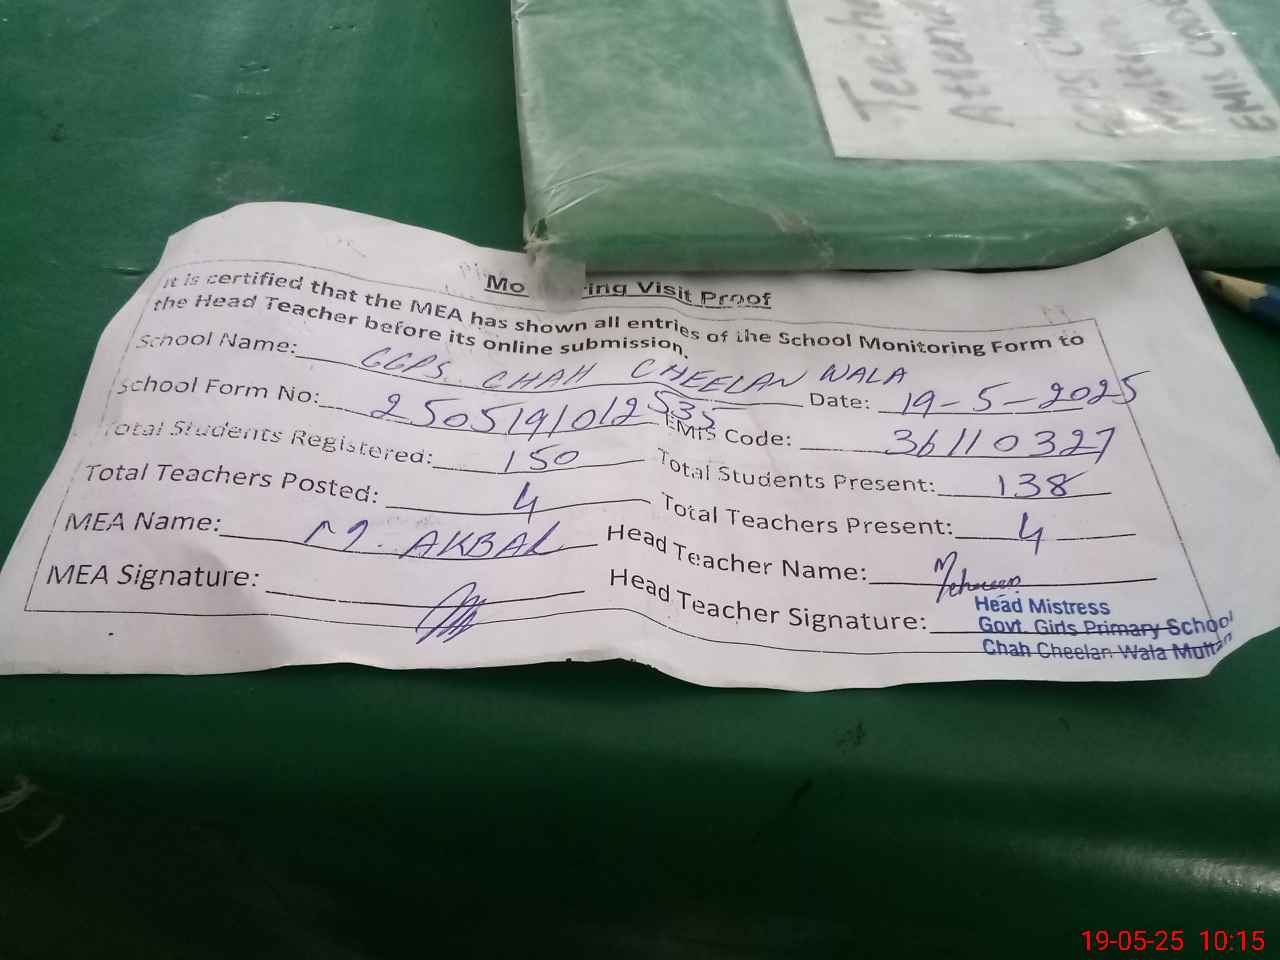 Teache
Attend
GGPS Chah
EMIS Code
Mo ring Visit Proof
It is certified that the MEA has shown all entries of the School Monitoring Form to
the Head Teacher before its online submission.
School Name: GGPS CHAH CHEELAN WALA Date: 19-5-2025
School Form No: 2505191012535 EMIS Code: 36110327
Total Students Registered: 150 Total Students Present: 138
Total Teachers Posted: 4 Total Teachers Present: 4
MEA Name: M. AKBAR Head Teacher Name:
MEA Signature: Head Teacher Signature:
Head Mistress
Govt. Girls Primary School
Chah Cheelan Wala Multan
19-05-25 10:15